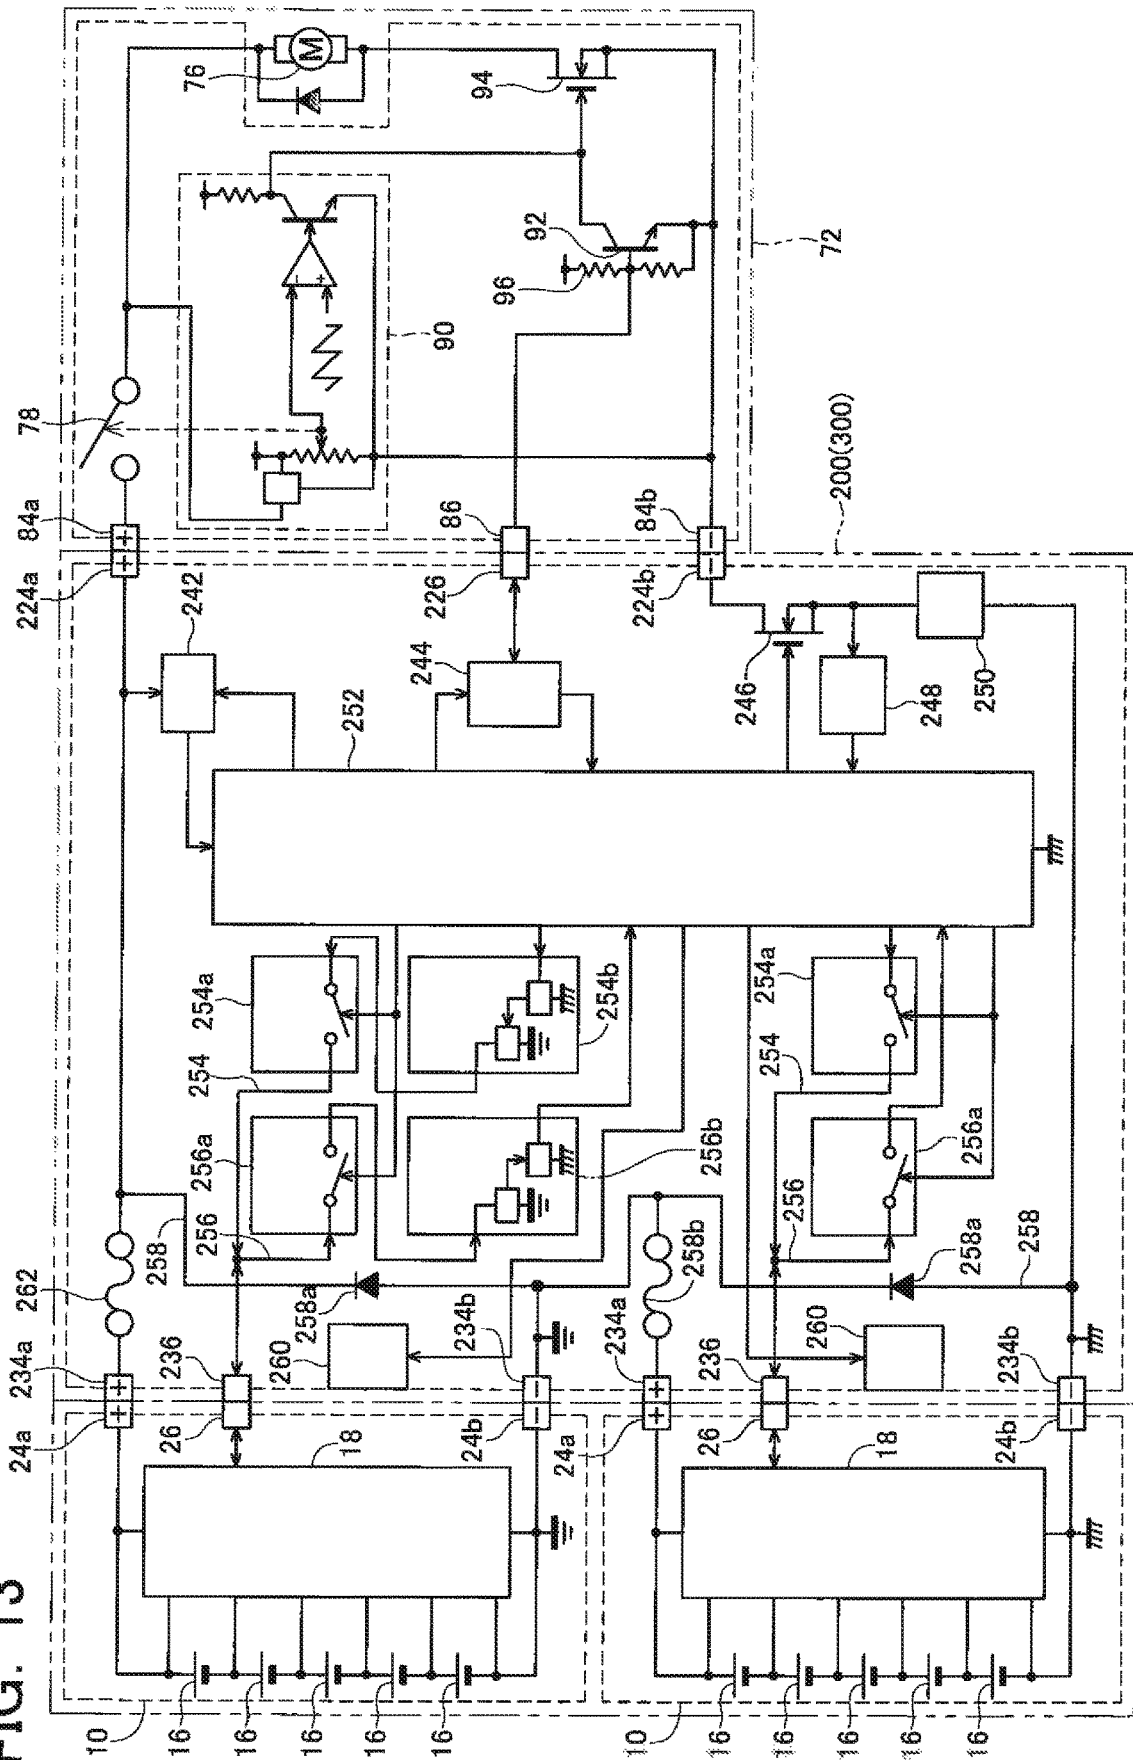 FIG. 13
78
76
M
84a
94
224a
92
96
90
72
242
86
84b
226
224b
200(300)
244
252
246
248
250
254a
254b
254a
254
254
256a
256b
256a
256
256
258
262
258b
258a
258a
258
234a
236
260
234b
234a
236
260
234b
24a
26
24b
24a
26
24b
18
18
10
16
16
16
16
16
10
16
16
16
16
16
+ +
− −
+ +
− −
+ +
− −
− +